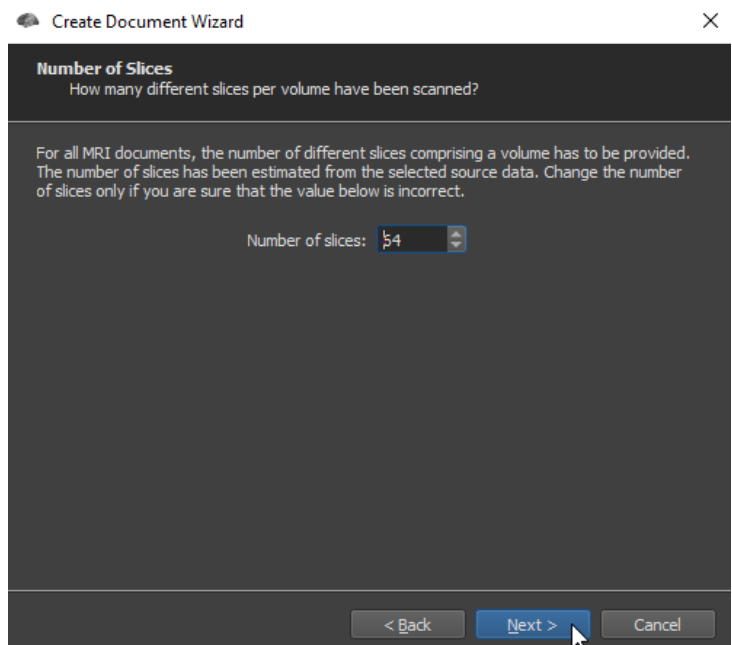 Create Document Wizard
Number of Slices
How many different slices per volume have been scanned?
For all MRI documents, the number of different slices comprising a volume has to be provided.
The number of slices has been estimated from the selected source data. Change the number
of slices only if you are sure that the value below is incorrect.
Number of slices:
< Back
Next >
Cancel